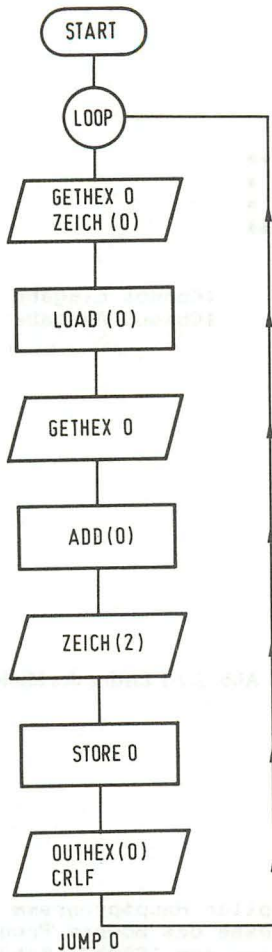 START
LOOP
GETHEX 0
ZEICH (0)
LOAD (0)
GETHEX 0
ADD (0)
ZEICH (2)
STORE 0
OUTHEX (0)
CRLF
JUMP 0